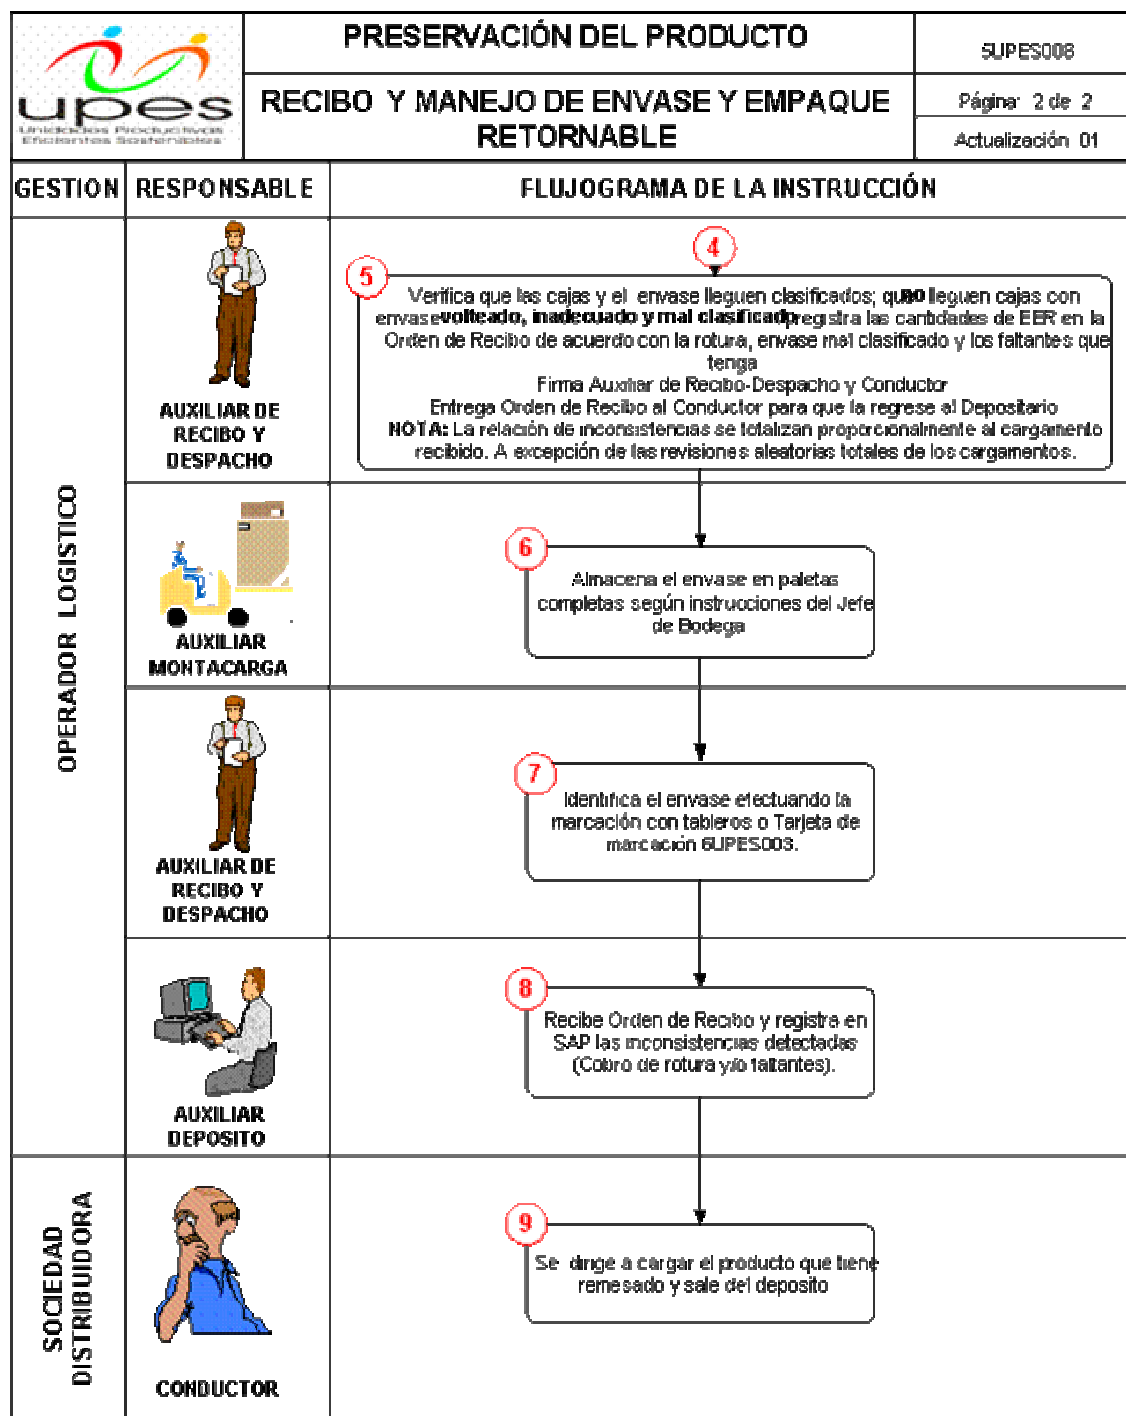 upes
Unidades Productivas
Eficientes Sostenibles
PRESERVACIÓN DEL PRODUCTO
5UPES008
RECIBO Y MANEJO DE ENVASE Y EMPAQUE
RETORNABLE
Página: 2 de 2
Actualización 01
GESTION
RESPONSABLE
FLUJOGRAMA DE LA INSTRUCCIÓN
OPERADOR LOGISTICO
AUXILIAR DE
RECIBO Y
DESPACHO
4
5
Verifica que las cajas y el envase lleguen clasificados; que no lleguen cajas con
envase volteado, inadecuado y mal clasificado registra las cantidades de EER en la
Orden de Recibo de acuerdo con la rotura, envase mal clasificado y los faltantes que
tenga
Firma Auxiliar de Recibo-Despacho y Conductor
Entrega Orden de Recibo al Conductor para que la regrese al Depositario
NOTA: La relación de inconsistencias se totalizan proporcionalmente al cargamento
recibido. A excepción de las revisiones aleatorias totales de los cargamentos.
AUXILIAR
MONTACARGA
6
Almacena el envase en paletas
completas según instrucciones del Jefe
de Bodega
AUXILIAR DE
RECIBO Y
DESPACHO
7
Identifica el envase efectuando la
marcación con tableros o Tarjeta de
marcación 6UPES003.
AUXILIAR
DEPOSITO
8
Recibe Orden de Recibo y registra en
SAP las inconsistencias detectadas
(Cobro de rotura y/o faltantes).
SOCIEDAD
DISTRIBUIDORA
CONDUCTOR
9
Se dirige a cargar el producto que tiene
remesado y sale del deposito